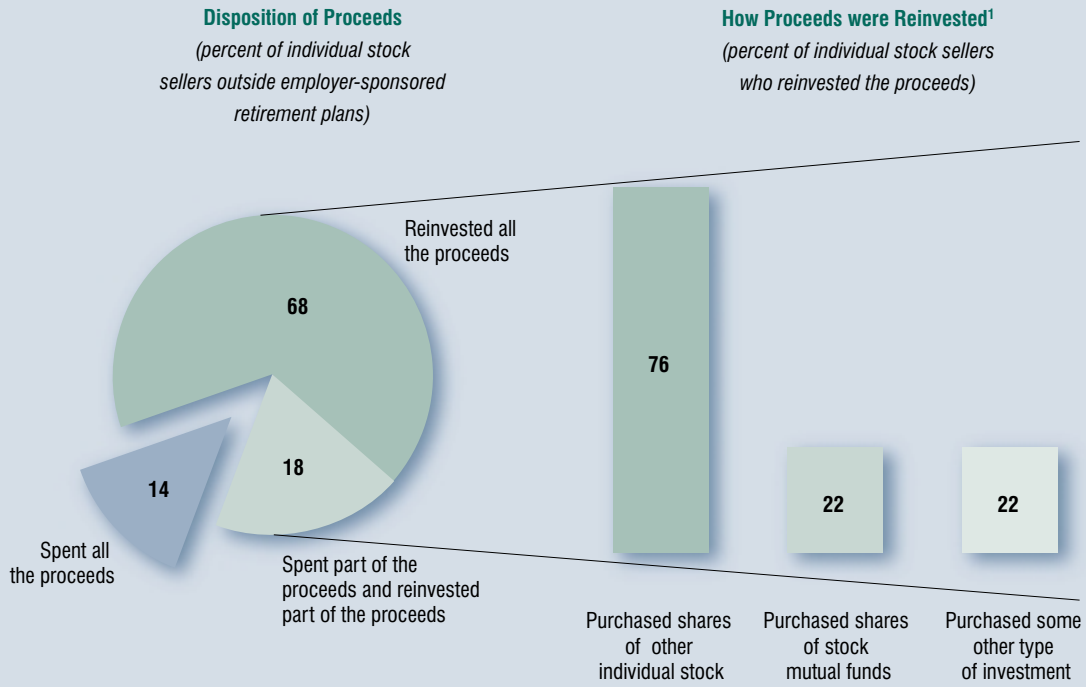 Disposition of Proceeds
(percent of individual stock
sellers outside employer-sponsored
retirement plans)
How Proceeds were Reinvested¹
(percent of individual stock sellers
who reinvested the proceeds)
Reinvested all
the proceeds
68
18
14
Spent all
the proceeds
Spent part of the
proceeds and reinvested
part of the proceeds
76
22
22
Purchased shares
of other
individual stock
Purchased shares
of stock
mutual funds
Purchased some
other type
of investment